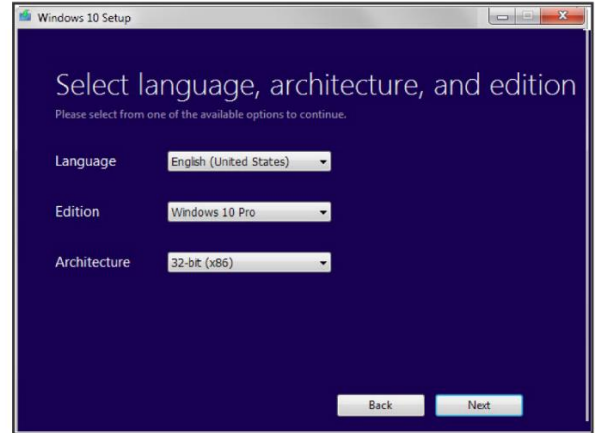 Windows 10 Setup
Select language, architecture, and edition
Please select from one of the available options to continue.
Language English (United States)
Edition Windows 10 Pro
Architecture 32-bit (x86)
Back Next